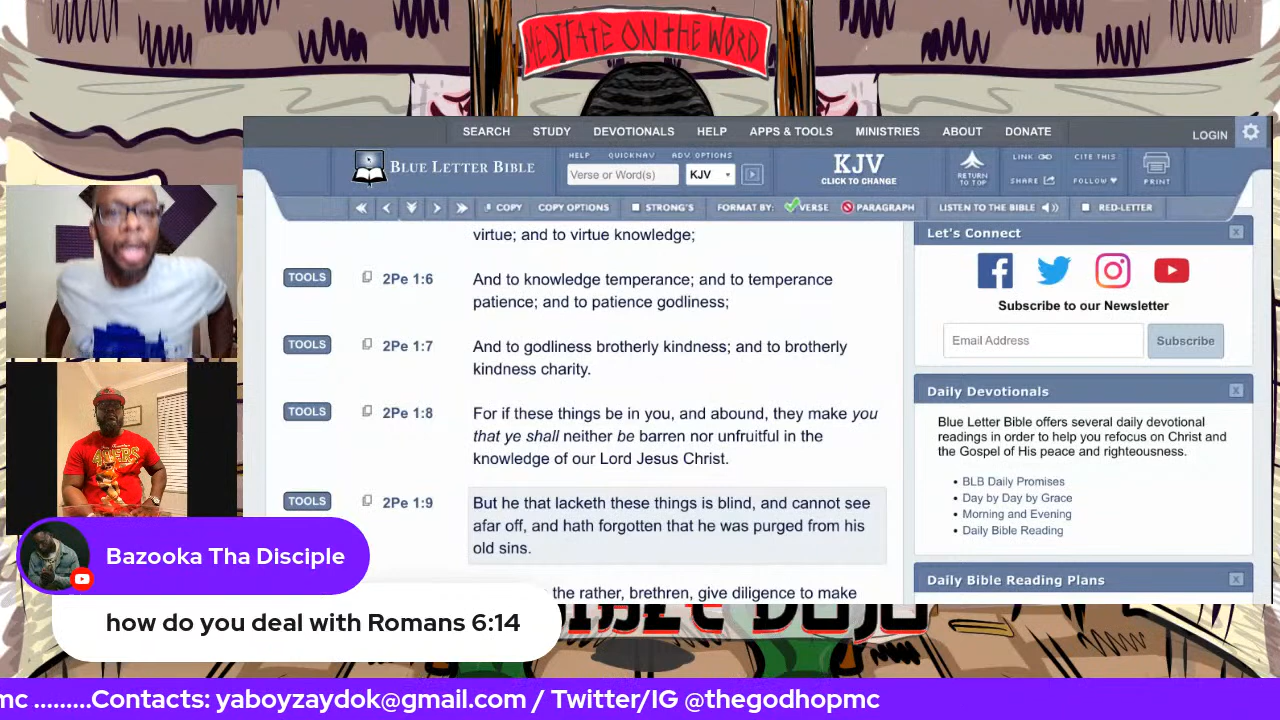 MEDITATE ON THE WORD
SEARCH STUDY DEVOTIONALS HELP APPS & TOOLS MINISTRIES ABOUT DONATE
LOGIN
BLUE LETTER BIBLE
HELP QUICKNAV ADV. OPTIONS
Verse or Word(s)
KJV
KJV
CLICK TO CHANGE
RETURN
TO TOP
LINK
CITE THIS
SHARE
FOLLOW
PRINT
COPY COPY OPTIONS STRONG'S FORMAT BY: VERSE PARAGRAPH LISTEN TO THE BIBLE RED-LETTER
virtue; and to virtue knowledge;
TOOLS 2Pe 1:6 And to knowledge temperance; and to temperance
patience; and to patience godliness;
TOOLS 2Pe 1:7 And to godliness brotherly kindness; and to brotherly
kindness charity.
TOOLS 2Pe 1:8 For if these things be in you, and abound, they make you
that ye shall neither be barren nor unfruitful in the
knowledge of our Lord Jesus Christ.
TOOLS 2Pe 1:9 But he that lacketh these things is blind, and cannot see
afar off, and hath forgotten that he was purged from his
old sins.
the rather, brethren, give diligence to make
Let's Connect
Subscribe to our Newsletter
Email Address
Subscribe
Daily Devotionals
Blue Letter Bible offers several daily devotional
readings in order to help you refocus on Christ and
the Gospel of His peace and righteousness.
BLB Daily Promises
Day by Day by Grace
Morning and Evening
Daily Bible Reading
Daily Bible Reading Plans
49ERS
Bazooka Tha Disciple
how do you deal with Romans 6:14
DOJO
mc .........Contacts: yaboyzaydok@gmail.com / Twitter/IG @thegodhopmc